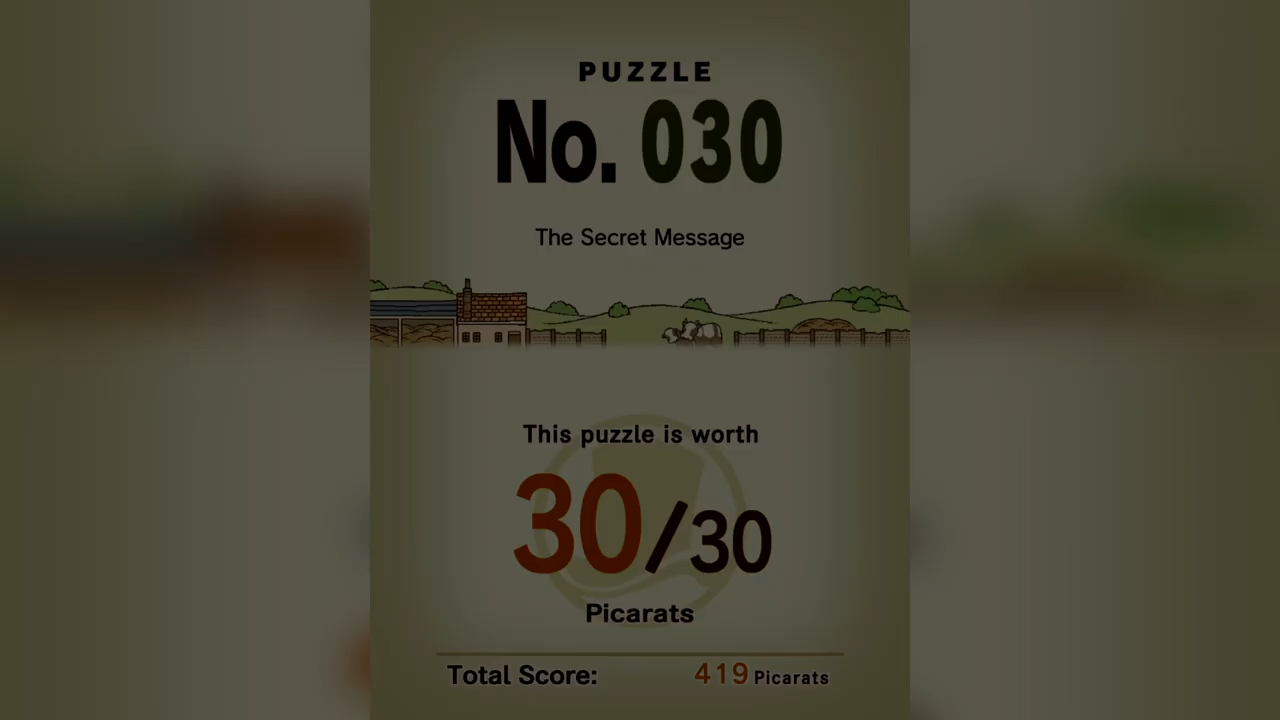 PUZZLE
No. 030
The Secret Message
This puzzle is worth
30/30
Picarats
Total Score: 419 Picarats